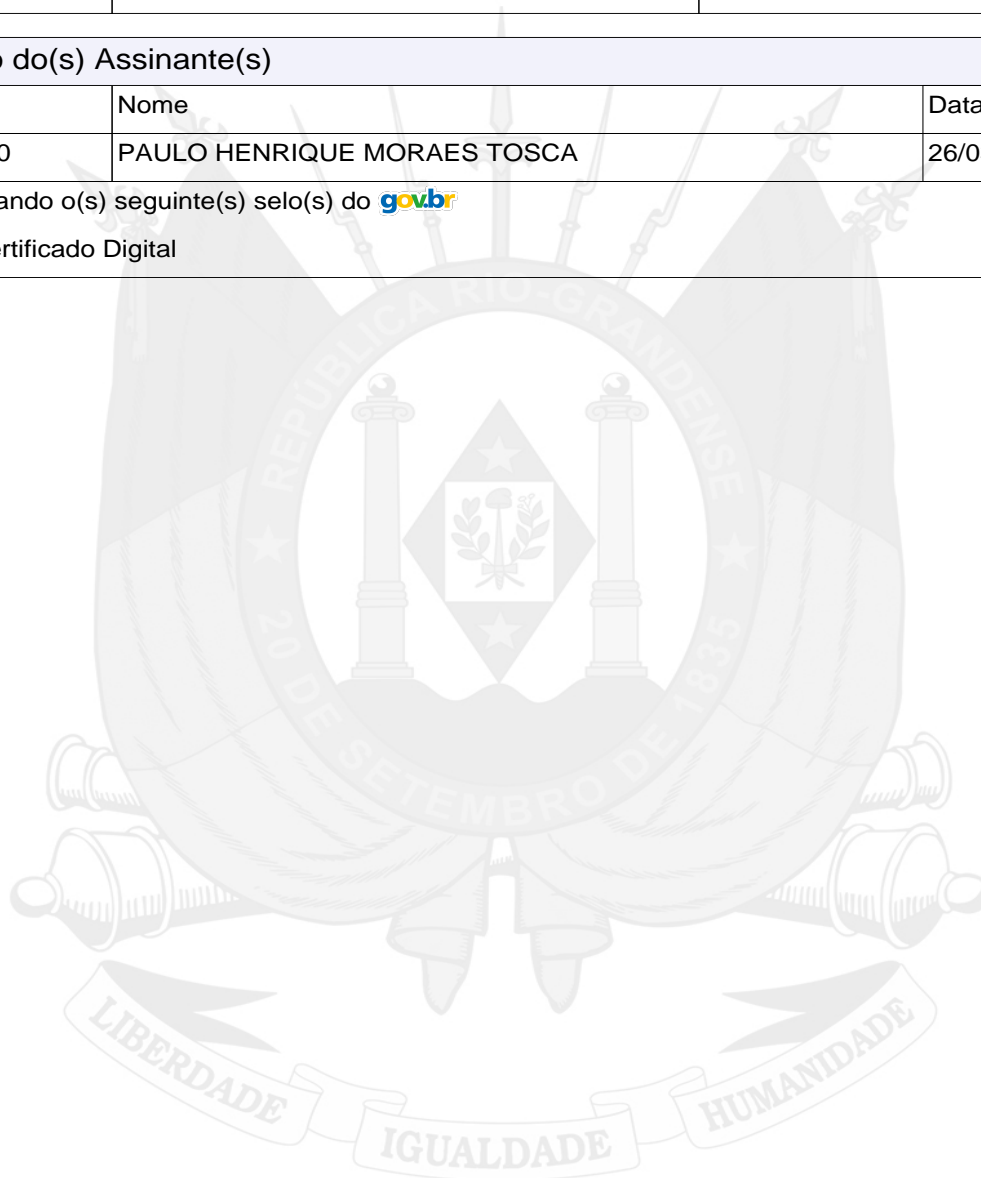 o do(s) Assinante(s)
Nome
Data
0
PAULO HENRIQUE MORAES TOSCA
26/0
ando o(s) seguinte(s) selo(s) do gov.br
rtificado Digital
REPÚBLICA RIO-GRANDENSE
20 DE SETEMBRO DE 1835
LIBERDADE
IGUALDADE
HUMANIDADE